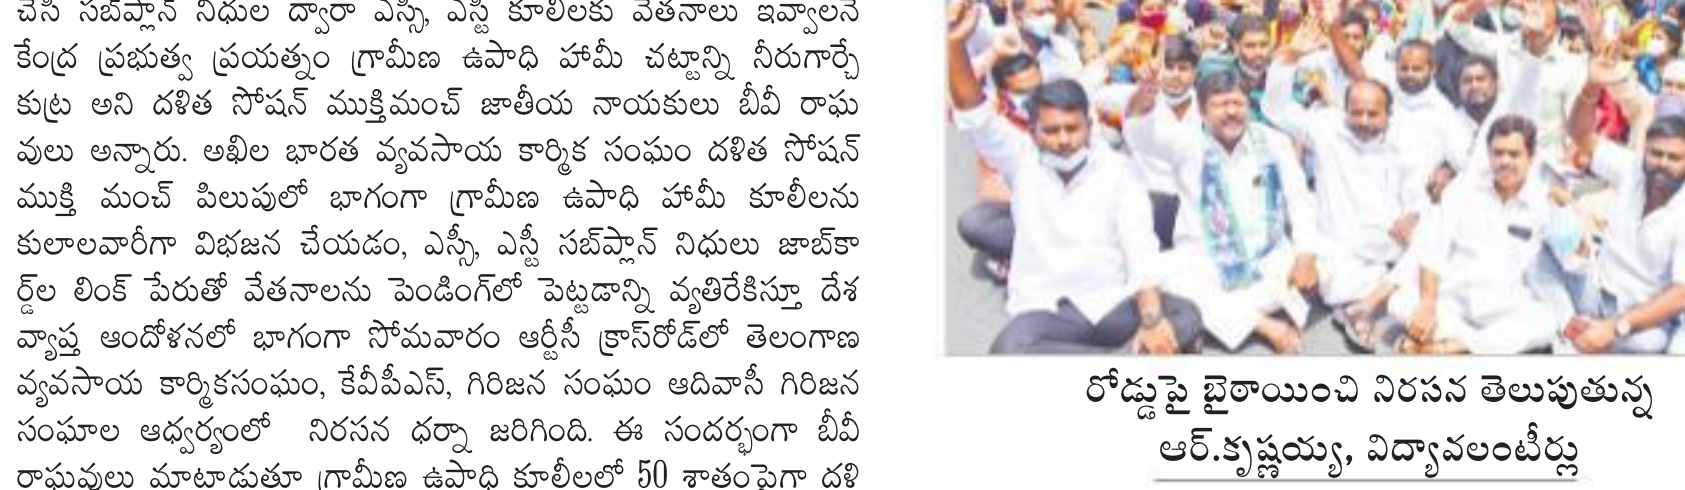 చేసి సబ్‌ప్లాన్ నిధుల ద్వారా ఎస్సీ, ఎస్టీ కూలీలకు వేతనాలు ఇవ్వాలనే
కేంద్ర ప్రభుత్వ ప్రయత్నం గ్రామీణ ఉపాధి హామీ చట్టాన్ని నీరుగార్చే
కుట్ర అని దళిత సోషన్ ముక్తిమంచ్ జాతీయ నాయకులు బీవీ రాఘ
వులు అన్నారు. అఖిల భారత వ్యవసాయ కార్మిక సంఘం దళిత సోషన్
ముక్తి మంచ్ పిలుపులో భాగంగా గ్రామీణ ఉపాధి హామీ కూలీలను
కులాలవారీగా విభజన చేయడం, ఎస్సీ, ఎస్టీ సబ్‌ప్లాన్ నిధులు జాబ్‌కా
ర్డ్‌ల లింక్ పేరుతో వేతనాలను పెండింగ్‌లో పెట్టడాన్ని వ్యతిరేకిస్తూ దేశ
వ్యాప్త ఆందోళనలో భాగంగా సోమవారం ఆర్టీసీ క్రాస్‌రోడ్‌లో తెలంగాణ
వ్యవసాయ కార్మికసంఘం, కేవీపీఎస్, గిరిజన సంఘం ఆదివాసీ గిరిజన
సంఘాల ఆధ్వర్యంలో నిరసన ధర్నా జరిగింది. ఈ సందర్భంగా బీవీ
రాఘవులు మాట్లాడుతూ గ్రామీణ ఉపాధి కూలీలలో 50 శాతంపైగా దళి
రోడ్డుపై బైఠాయించి నిరసన తెలుపుతున్న
ఆర్.కృష్ణయ్య, విద్యావలంటీర్లు